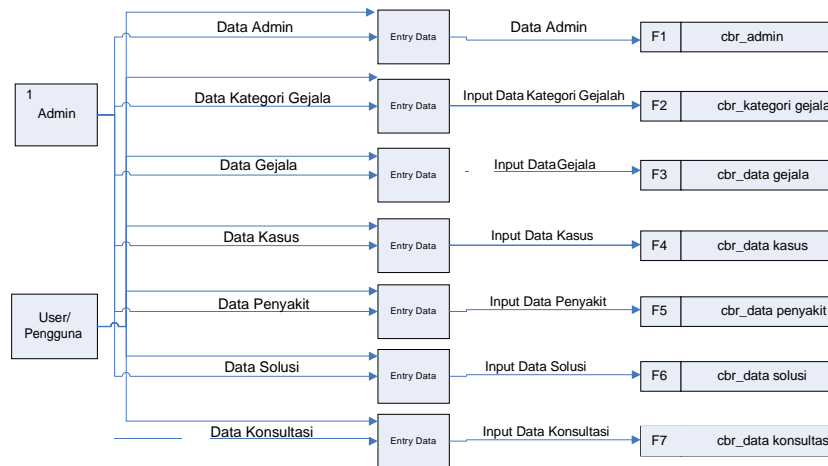 Data Admin
Entry Data
Data Admin
F1
cbr_admin
1
Admin
Data Kategori Gejala
Entry Data
Input Data Kategori Gejalah
F2
cbr_kategori gejala
Data Gejala
Entry Data
Input DataGejala
F3
cbr_data gejala
Data Kasus
Entry Data
Input Data Kasus
F4
cbr_data kasus
User/
Pengguna
Data Penyakit
Entry Data
Input Data Penyakit
F5
cbr_data penyakit
Data Solusi
Entry Data
Input Data Solusi
F6
cbr_data solusi
Data Konsultasi
Entry Data
Input Data Konsultasi
F7
cbr_data konsultasi